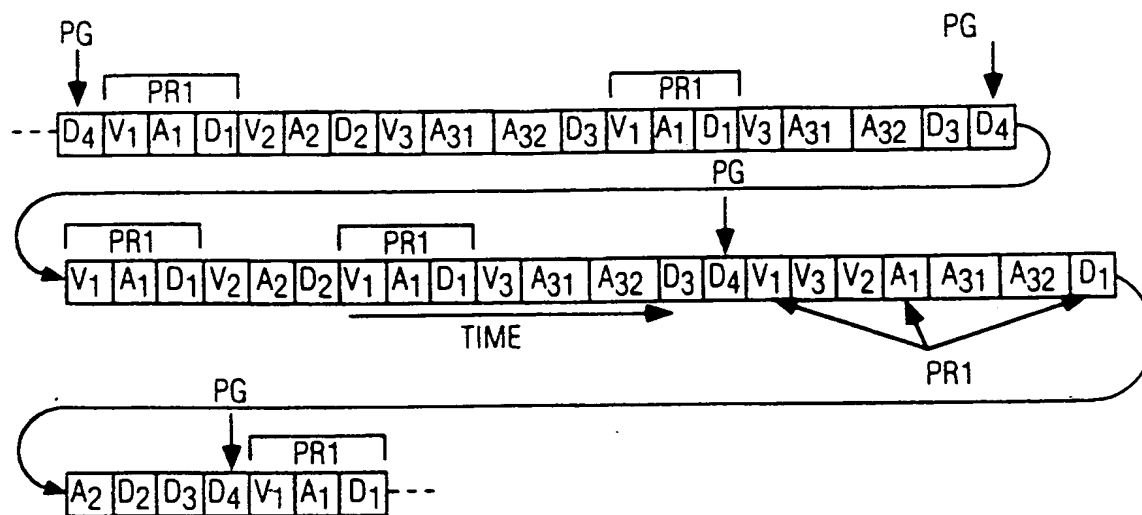 PG PG
PR1 PR1
D4 V1 A1 D1 V2 A2 D2 V3 A31 A32 D3 V1 A1 D1 V3 A31 A32 D3 D4
PG
PR1 PR1
V1 A1 D1 V2 A2 D2 V1 A1 D1 V3 A31 A32 D3 D4 V1 V3 V2 A1 A31 A32 D1
TIME
PR1
PG
PR1
A2 D2 D3 D4 V1 A1 D1